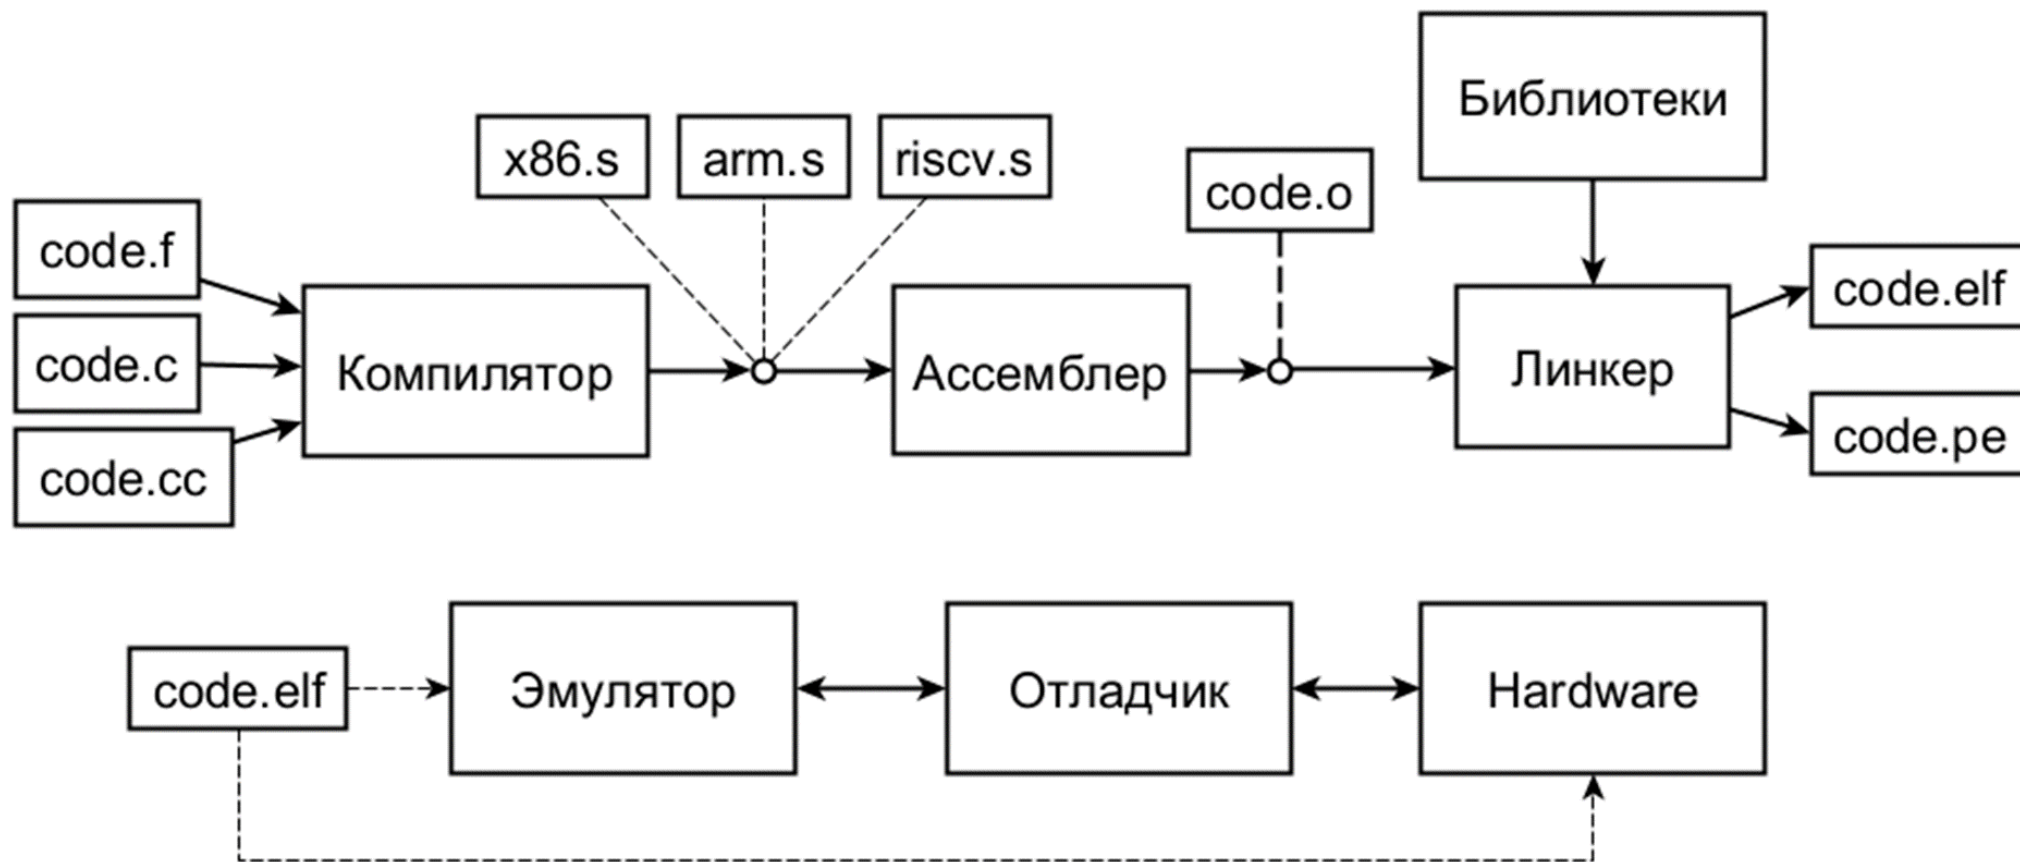 code.f
code.c
code.cc
Компилятор
x86.s
arm.s
riscv.s
Ассемблер
code.o
Библиотеки
Линкер
code.elf
code.pe
code.elf
Эмулятор
Отладчик
Hardware